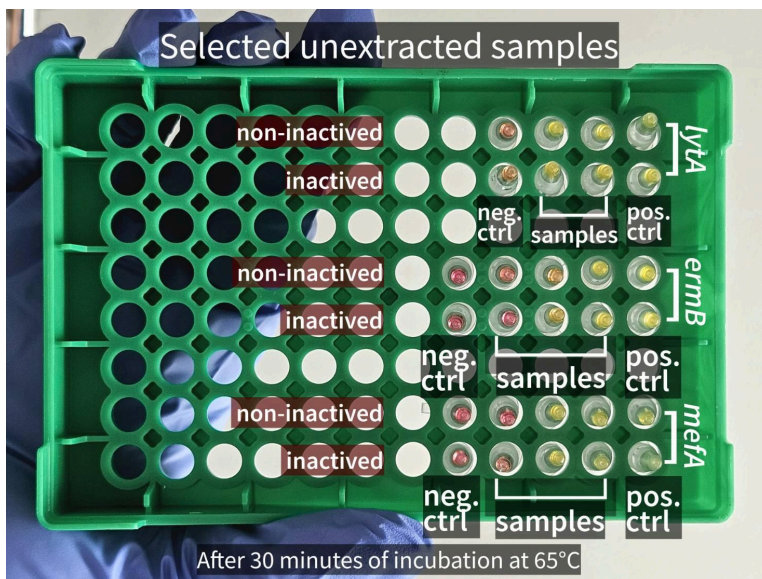 Selected unextracted samples
non-inactived
inactived
lytA
neg.
ctrl
samples
pos.
ctrl
non-inactived
inactived
ermB
neg.
ctrl
samples
pos.
ctrl
non-inactived
inactived
mefA
neg.
ctrl
samples
pos.
ctrl
After 30 minutes of incubation at 65°C